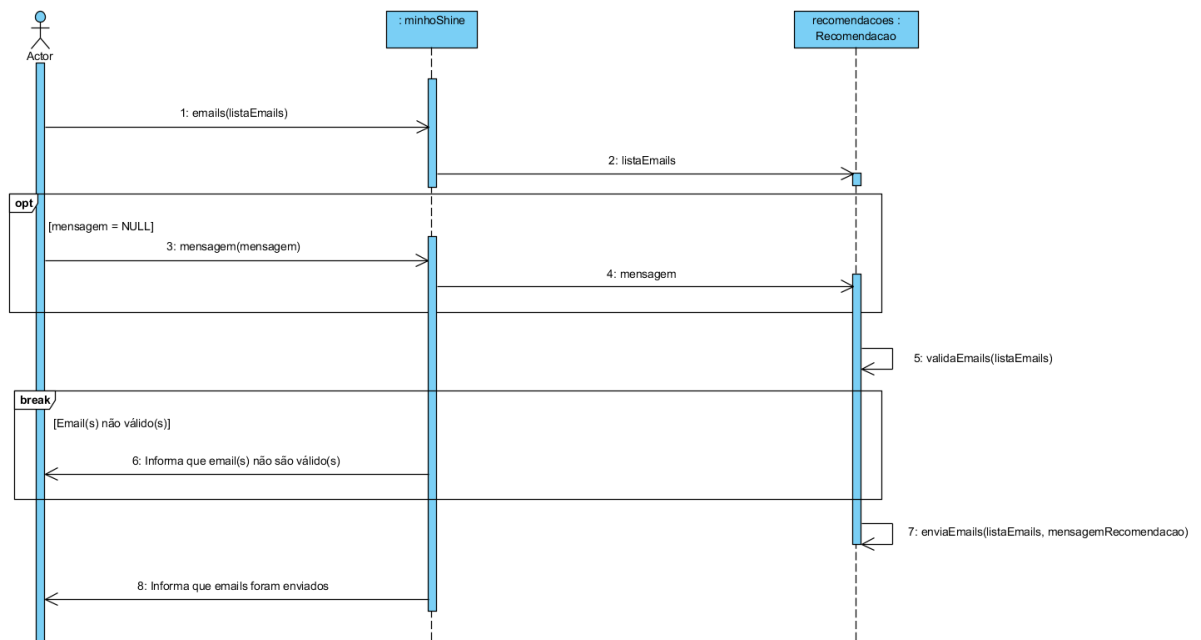 : minhoShine
recomendacoes :
Recomendacao
Actor
1: emails(listaEmails)
2: listaEmails
opt
[mensagem = NULL]
3: mensagem(mensagem)
4: mensagem
5: validaEmails(listaEmails)
break
[Email(s) não válido(s)]
6: Informa que email(s) não são válido(s)
7: enviaEmails(listaEmails, mensagemRecomendacao)
8: Informa que emails foram enviados